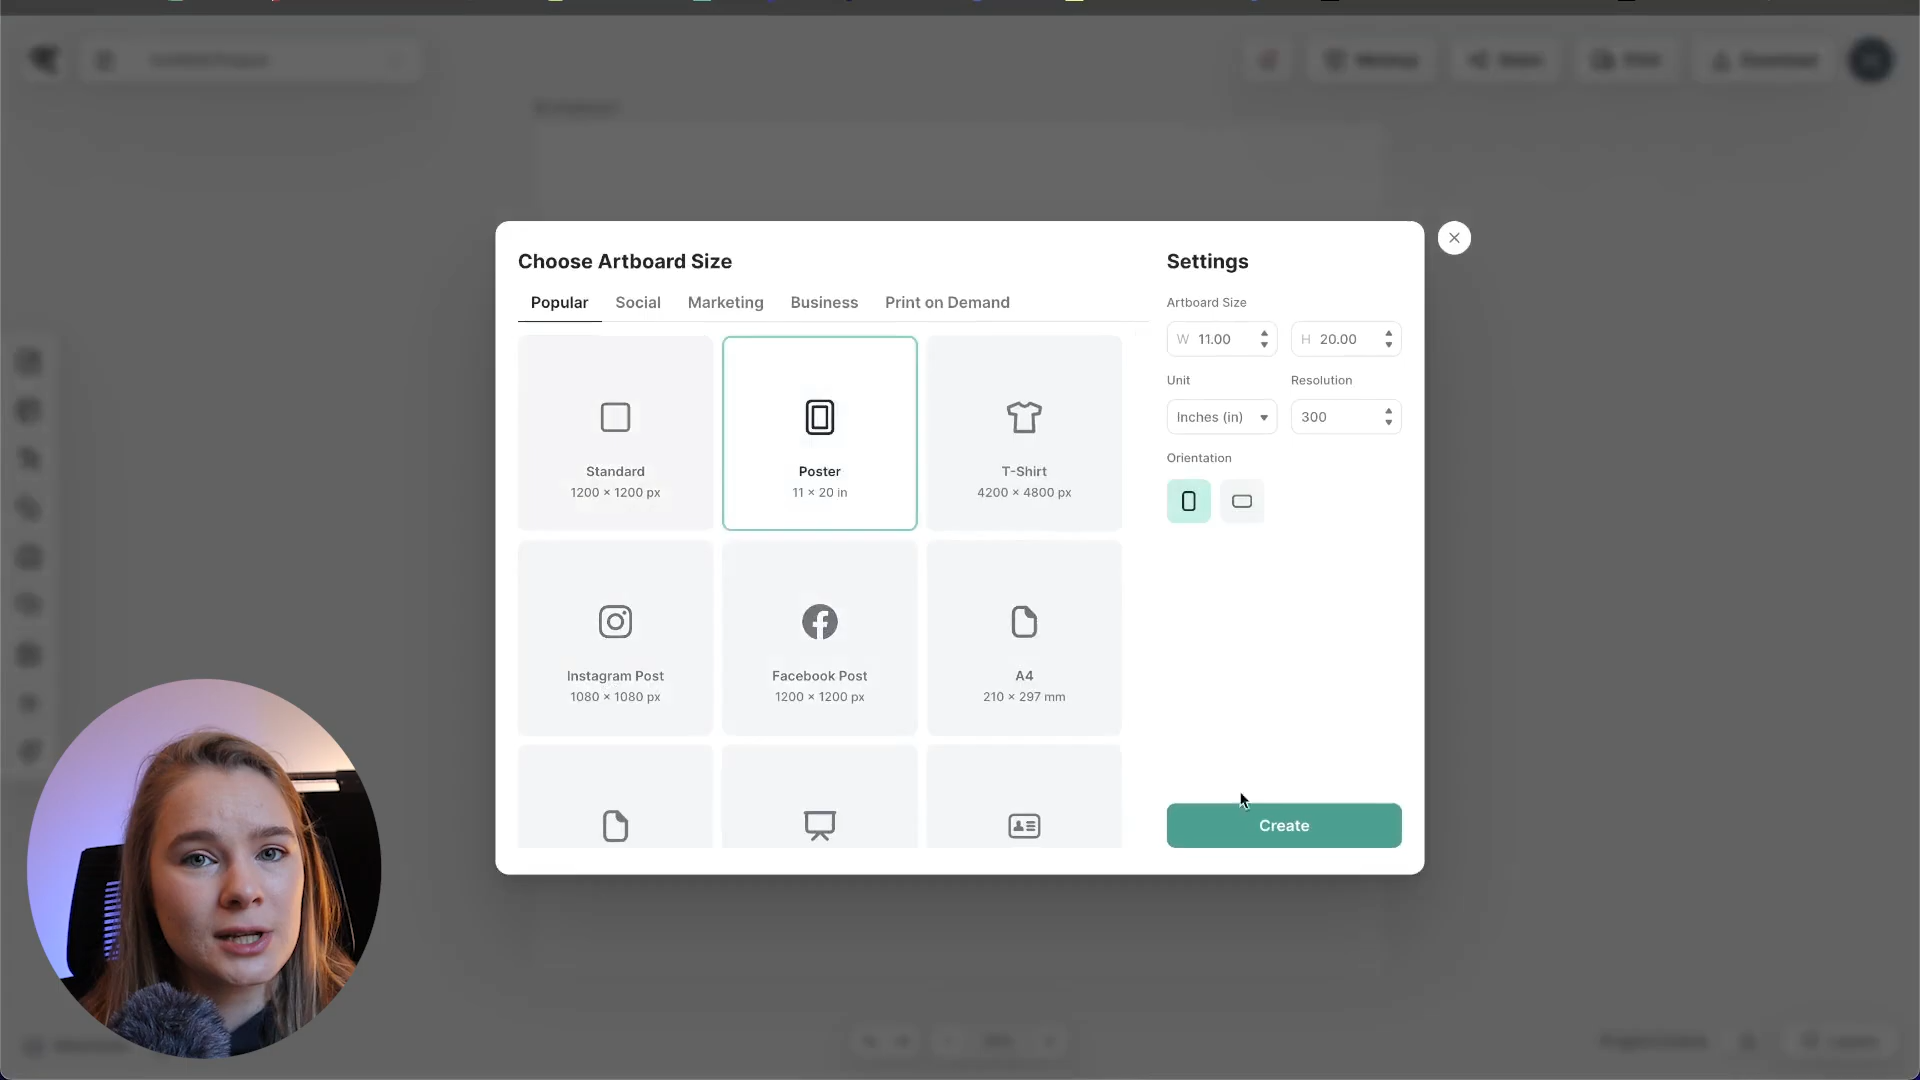 Choose Artboard Size
Popular
Social
Marketing
Business
Print on Demand
Standard
1200 × 1200 px
Poster
11 × 20 in
T-Shirt
4200 × 4800 px
Instagram Post
1080 × 1080 px
Facebook Post
1200 × 1200 px
A4
210 × 297 mm
Settings
Artboard Size
W 11.00
H 20.00
Unit
Resolution
Inches (in)
300
Orientation
Create